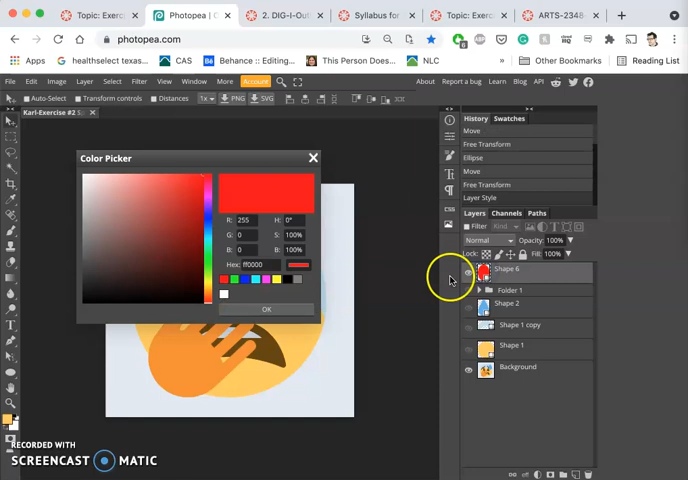 Topic: Exerc
Photopea | C
2. DIG-I-Out
Syllabus for
Topic: Exerc
ARTS-2348-
photopea.com
healthselect texas...
CAS
Behance :: Editing...
This Person Does...
NLC
Other Bookmarks
Reading List
File Edit Image Layer Select Filter View Window More Account
About Report a bug Learn Blog API
Auto-Select Transform controls Distances 1x PNG SVG
Karl-Exercise #2 S
History Swatches
Move
Free Transform
Ellipse
Move
Free Transform
Layer Style
Layers Channels Paths
Filter Kind
Normal Opacity: 100%
Lock: Fill: 100%
Shape 6
Folder 1
Shape 2
Shape 1 copy
Shape 1
Background
CSS
Color Picker
R: 255 H: 0°
G: 0 S: 100%
B: 0 B: 100%
Hex: ff0000
OK
RECORDED WITH
SCREENCAST MATIC